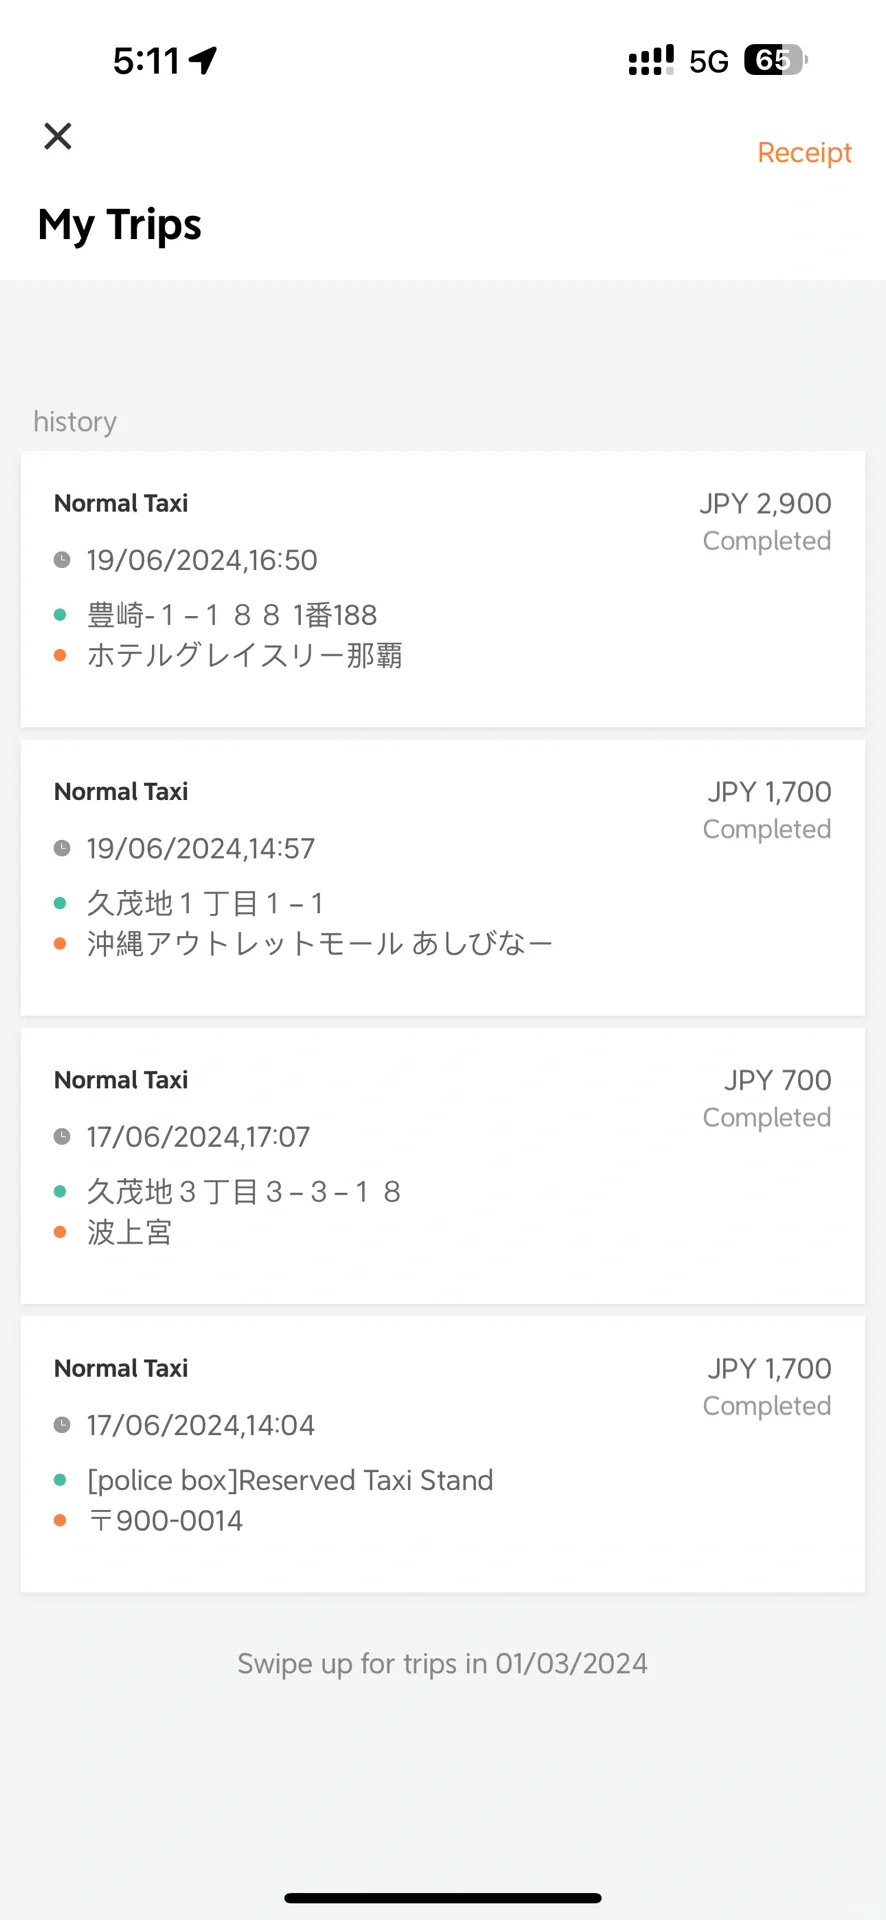 5:11 5G 65
Receipt
My Trips
history
Normal Taxi JPY 2,900
Completed
19/06/2024,16:50
豊崎-１−１８８ 1番188
ホテルグレイスリー那覇
Normal Taxi JPY 1,700
Completed
19/06/2024,14:57
久茂地１丁目１−１
沖縄アウトレットモール あしびなー
Normal Taxi JPY 700
Completed
17/06/2024,17:07
久茂地３丁目３−３−１８
波上宮
Normal Taxi JPY 1,700
Completed
17/06/2024,14:04
[police box]Reserved Taxi Stand
〒900-0014
Swipe up for trips in 01/03/2024